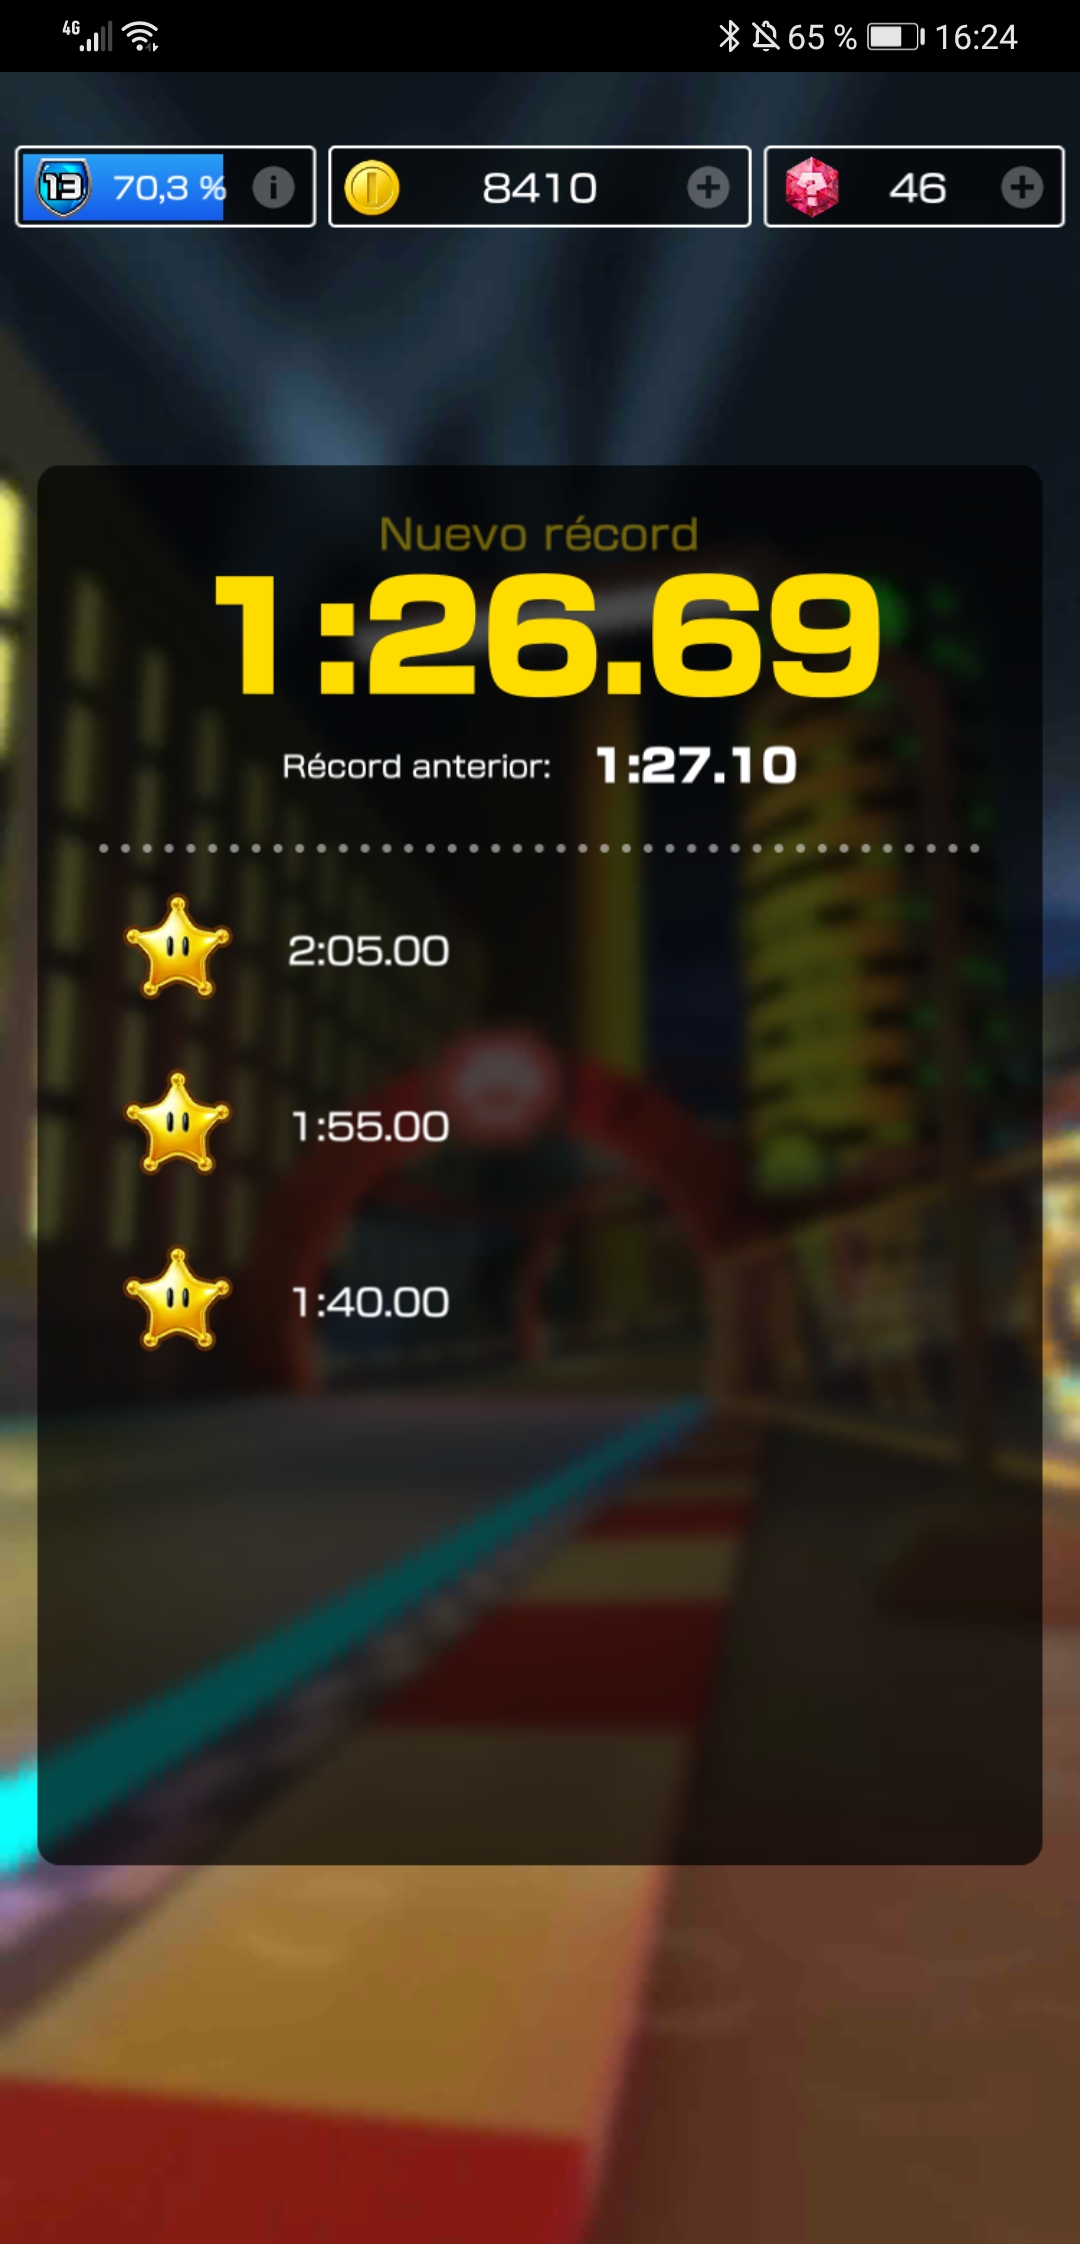 4G 65 % 16:24
13 70,3 % i 8410 + 46 +
Nuevo récord
1:26.69
Récord anterior: 1:27.10
2:05.00
1:55.00
1:40.00